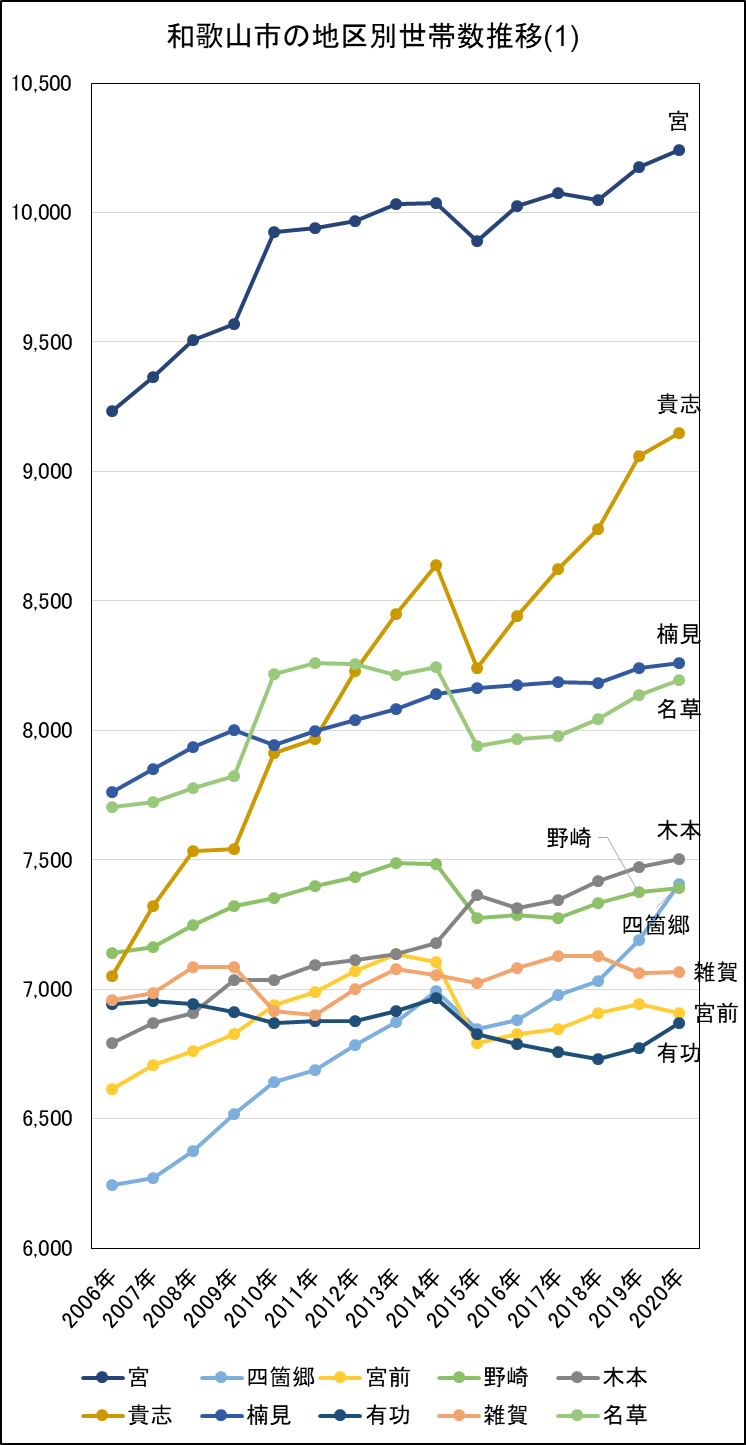 和歌山市の地区別世帯数推移(1)
10,500
10,000
9,500
9,000
8,500
8,000
7,500
7,000
6,500
6,000
宮
貴志
楠見
名草
野崎
木本
四箇郷
雑賀
宮前
有功
2006年
2007年
2008年
2009年
2010年
2011年
2012年
2013年
2014年
2015年
2016年
2017年
2018年
2019年
2020年
宮 四箇郷 宮前 野崎 木本
貴志 楠見 有功 雑賀 名草